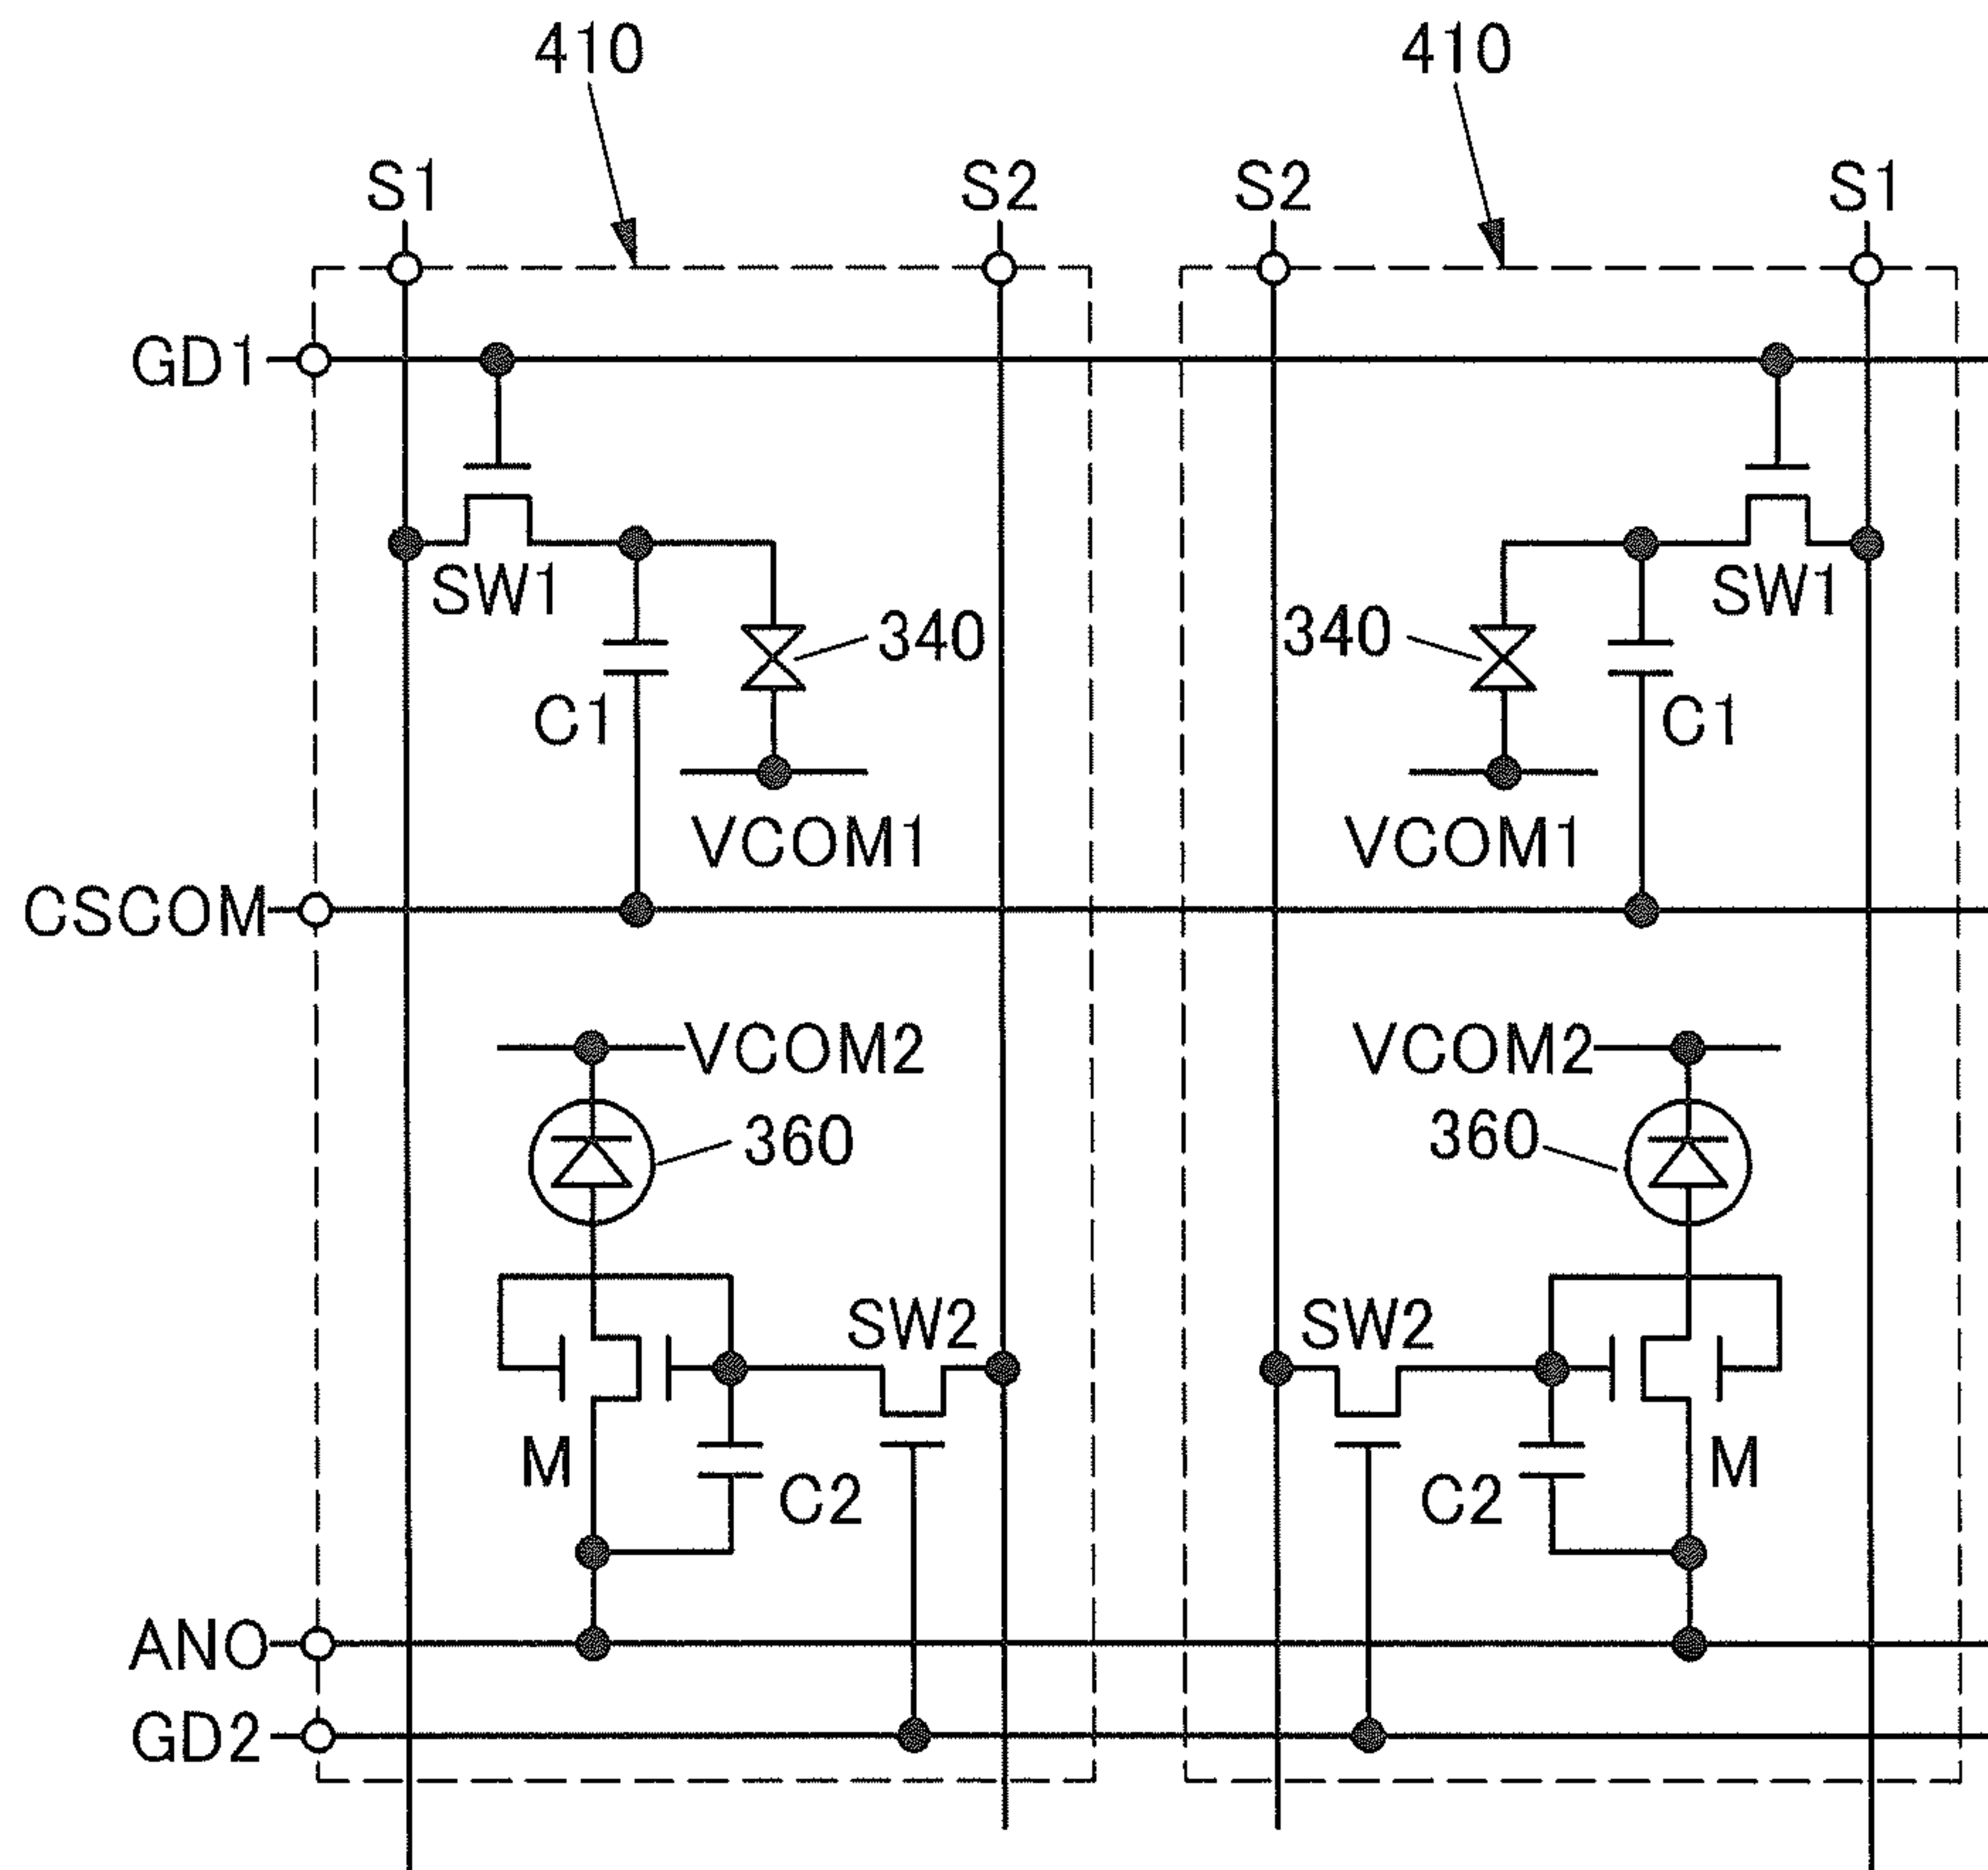 410 410
S1 S2 S2 S1
GD1
SW1 SW1
340 340
C1 C1
VCOM1 VCOM1
CSCOM
VCOM2 VCOM2
360 360
SW2 SW2
M M
C2 C2
ANO
GD2